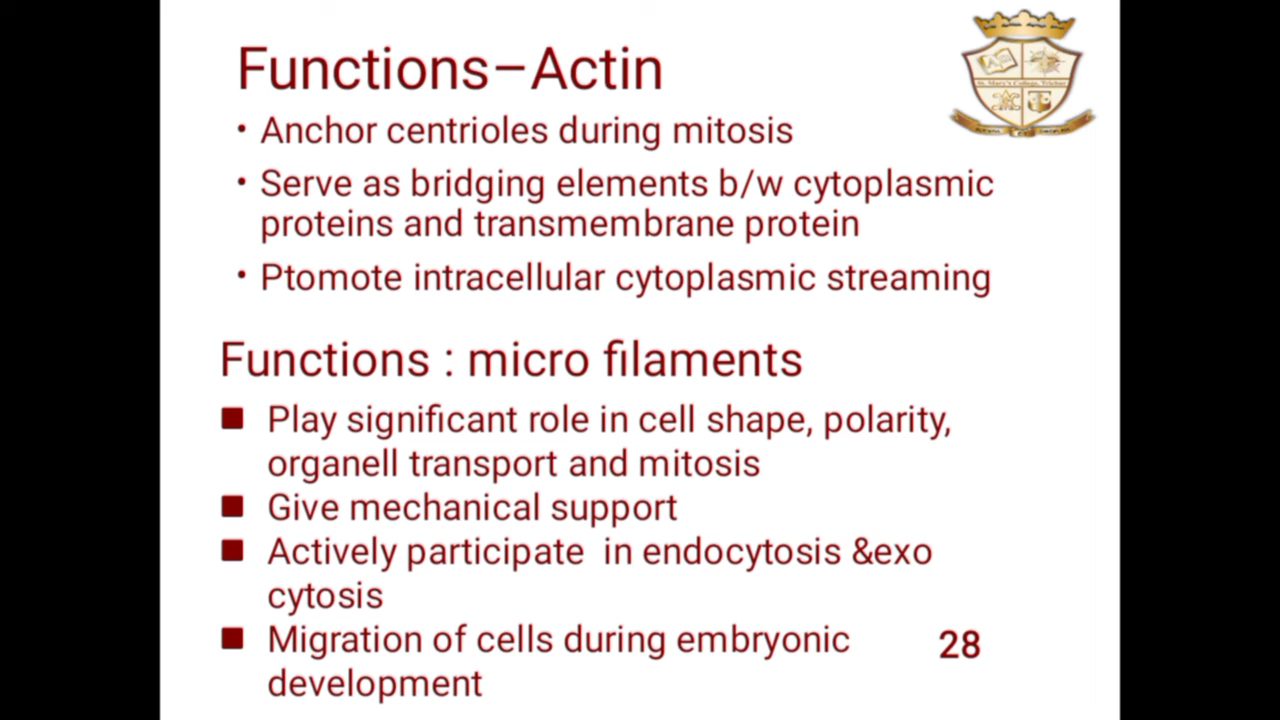 Functions–Actin
• Anchor centrioles during mitosis
• Serve as bridging elements b/w cytoplasmic
proteins and transmembrane protein
• Ptomote intracellular cytoplasmic streaming
Functions : micro filaments
■ Play significant role in cell shape, polarity,
organell transport and mitosis
■ Give mechanical support
■ Actively participate in endocytosis &exo
cytosis
■ Migration of cells during embryonic
development
28